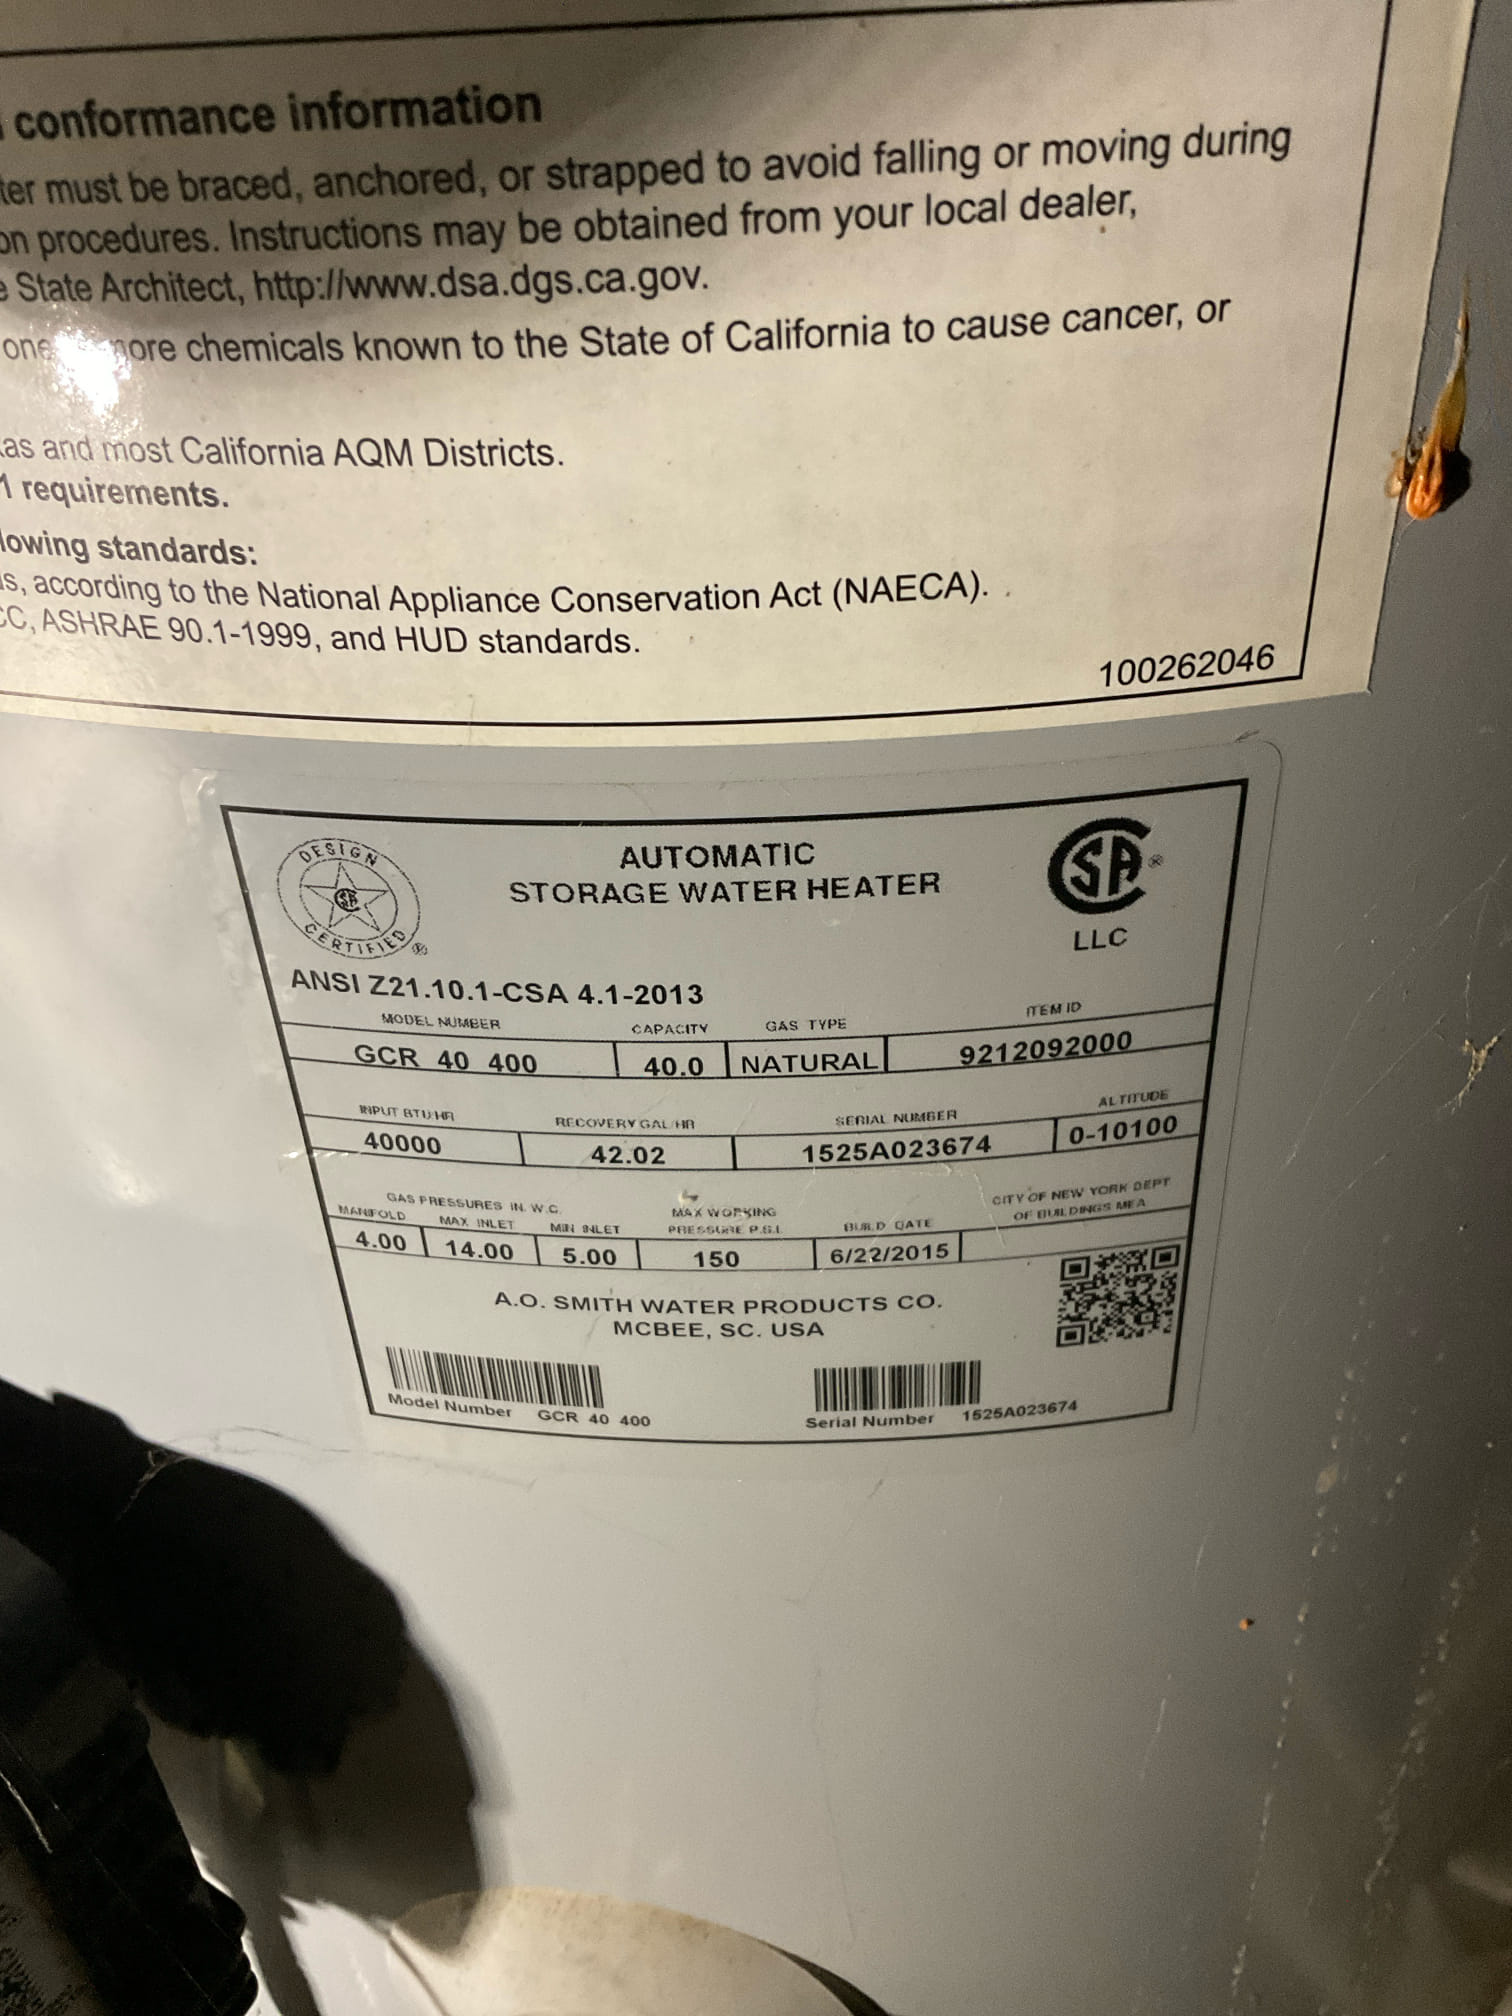 conformance information
ter must be braced, anchored, or strapped to avoid falling or moving during
on procedures. Instructions may be obtained from your local dealer,
e State Architect, http://www.dsa.dgs.ca.gov.
one more chemicals known to the State of California to cause cancer, or
as and most California AQM Districts.
1 requirements.
lowing standards:
s, according to the National Appliance Conservation Act (NAECA).
CC, ASHRAE 90.1-1999, and HUD standards.
100262046
DESIGN CERTIFIED ®
AUTOMATIC
STORAGE WATER HEATER
SA ®
LLC
ANSI Z21.10.1-CSA 4.1-2013
MODEL NUMBER CAPACITY GAS TYPE ITEM ID
GCR 40 400 40.0 NATURAL 9212092000
INPUT BTU/HR RECOVERY GAL/HR SERIAL NUMBER ALTITUDE
40000 42.02 1525A023674 0-10100
GAS PRESSURES IN. W.C. MAX WORKING CITY OF NEW YORK DEPT
MANIFOLD MAX INLET MIN INLET PRESSURE P.S.I. BUILD DATE OF BUILDINGS MEA
4.00 14.00 5.00 150 6/22/2015
A.O. SMITH WATER PRODUCTS CO.
MCBEE, SC. USA
Model Number GCR 40 400 Serial Number 1525A023674